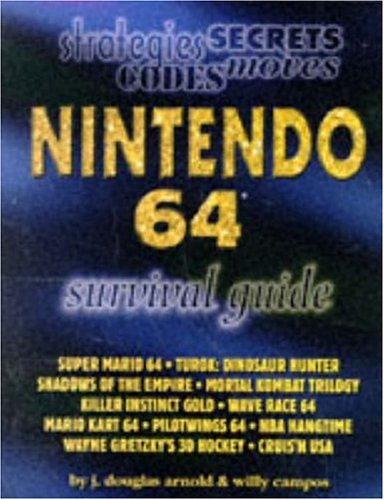 strategies SECRETS
CODES moves
NINTENDO
64
survival guide
SUPER MARIO 64 • TUROK: DINOSAUR HUNTER
SHADOWS OF THE EMPIRE • MORTAL KOMBAT TRILOGY
KILLER INSTINCT GOLD • WAVE RACE 64
MARIO KART 64 • PILOTWINGS 64 • NBA HANGTIME
WAYNE GRETZKY'S 3D HOCKEY • CRUIS'N USA
by j. douglas arnold & willy campos